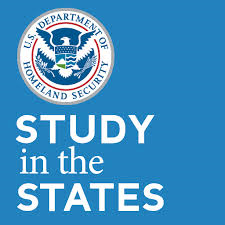 U.S. DEPARTMENT OF
HOMELAND SECURITY
STUDY
in the
STATES